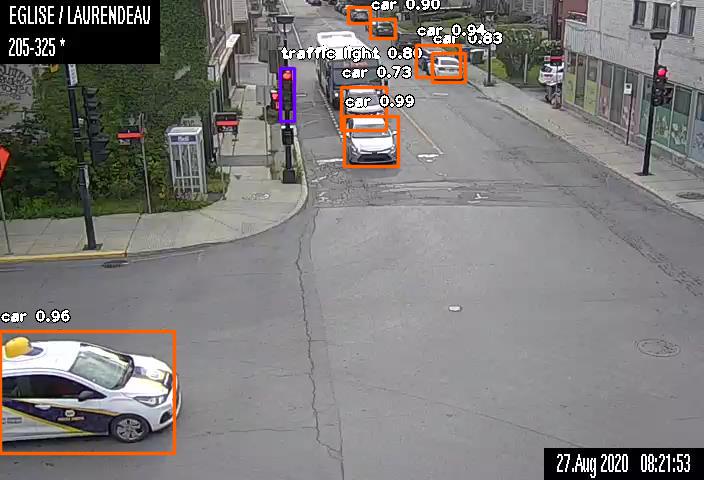 EGLISE / LAURENDEAU
205-325 *
car 0.90
car 0.94
car 0.83
traffic light 0.80
car 0.73
car 0.99
car 0.96
27.Aug 2020 08:21:53